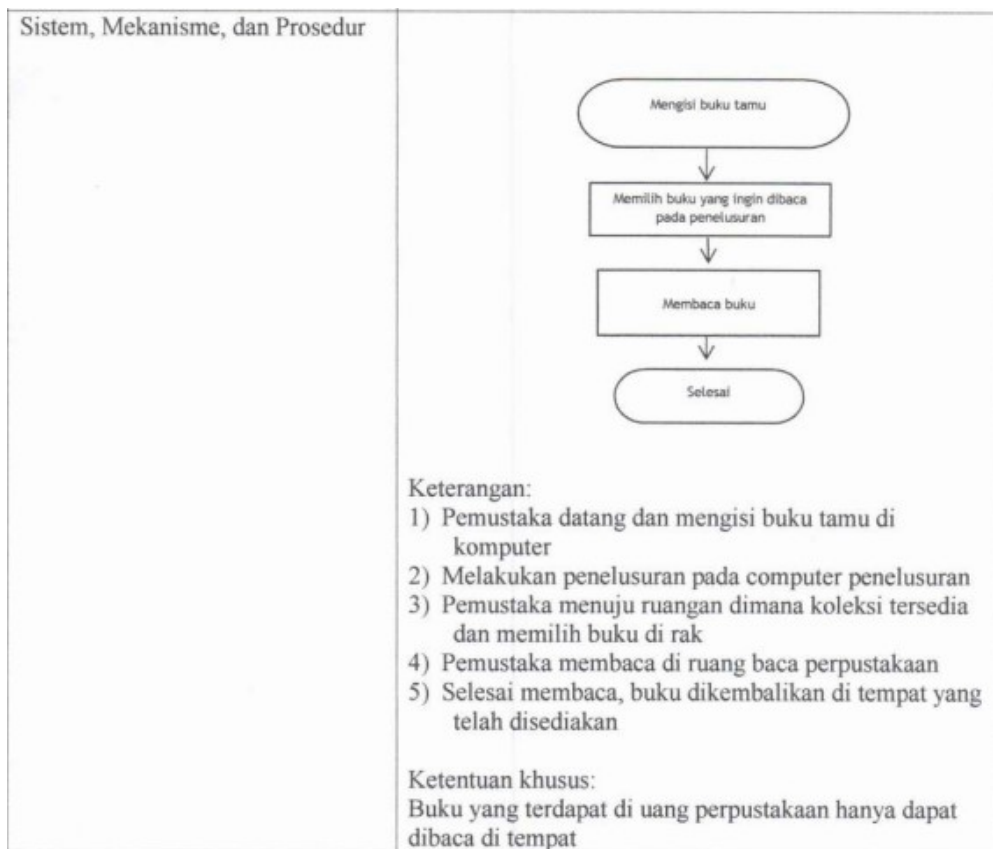 Sistem, Mekanisme, dan Prosedur
Mengisi buku tamu
Memilih buku yang ingin dibaca
pada penelusuran
Membaca buku
Selesai
Keterangan:
1) Pemustaka datang dan mengisi buku tamu di
komputer
2) Melakukan penelusuran pada computer penelusuran
3) Pemustaka menuju ruangan dimana koleksi tersedia
dan memilih buku di rak
4) Pemustaka membaca di ruang baca perpustakaan
5) Selesai membaca, buku dikembalikan di tempat yang
telah disediakan
Ketentuan khusus:
Buku yang terdapat di uang perpustakaan hanya dapat
dibaca di tempat